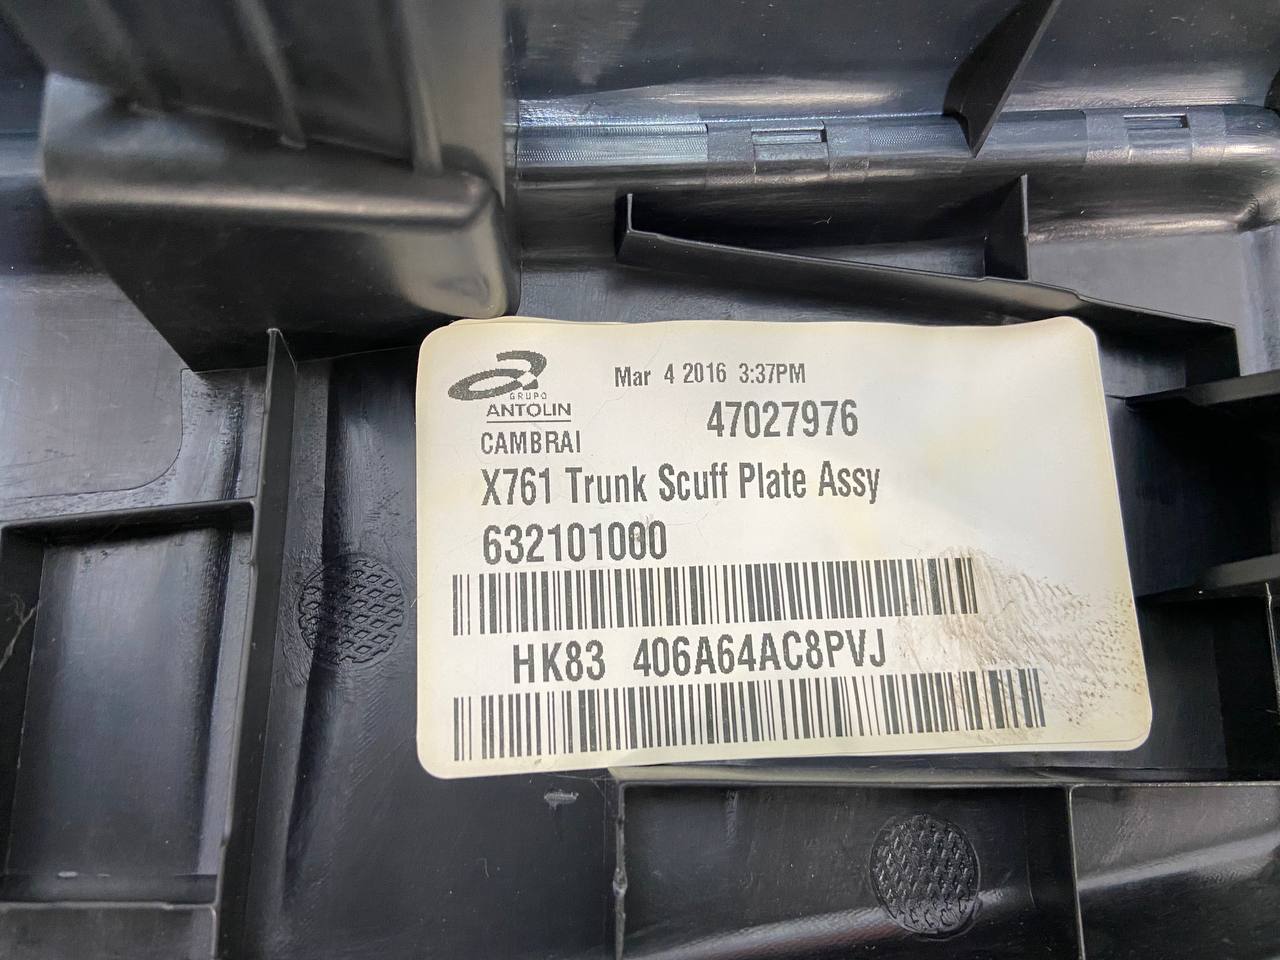 GRUPO
ANTOLIN
CAMBRAI
Mar 4 2016 3:37PM
47027976
X761 Trunk Scuff Plate Assy
632101000
HK83 406A64AC8PVJ